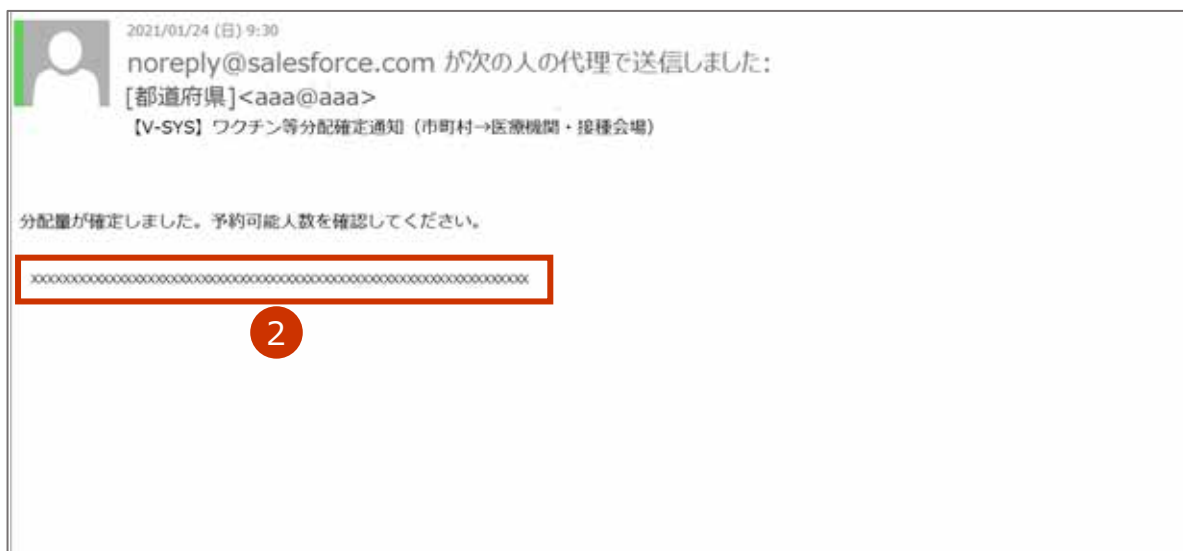 2021/01/24 (日) 9:30
noreply@salesforce.com が次の人の代理で送信しました:
[都道府県]<aaa@aaa>
【V-SYS】ワクチン等分配確定通知（市町村→医療機関・接種会場）
分配量が確定しました。予約可能人数を確認してください。
xxxxxxxxxxxxxxxxxxxxxxxxxxxxxxxxxxxxxxxxxxxxxxxxxxxxxxxxxxxxxxxxxxxxxx
2